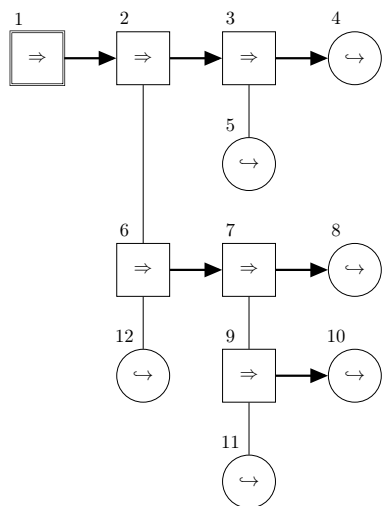 1 2 3 4
⇒ ⇒ ⇒ ↪
5
↪
6 7 8
⇒ ⇒ ↪
12 9 10
↪ ⇒ ↪
11
↪